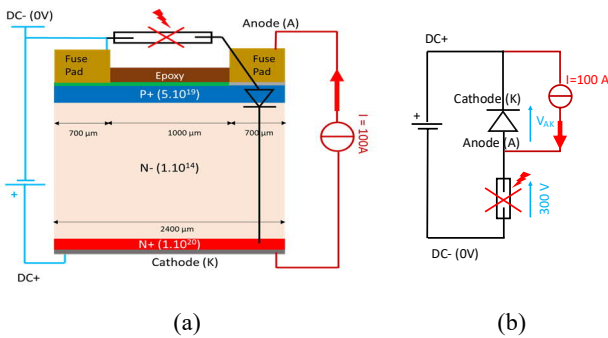 DC- (0V)
Anode (A)
Fuse
Pad
Epoxy
Fuse
Pad
P+ (5.10¹⁹)
700 µm
1000 µm
700 µm
I = 100A
N- (1.10¹⁴)
2400 µm
N+ (1.10²⁰)
+
Cathode (K)
DC+
(a)
DC+
I=100 A
Cathode (K)
+
V_AK
Anode (A)
300 V
DC- (0V)
(b)